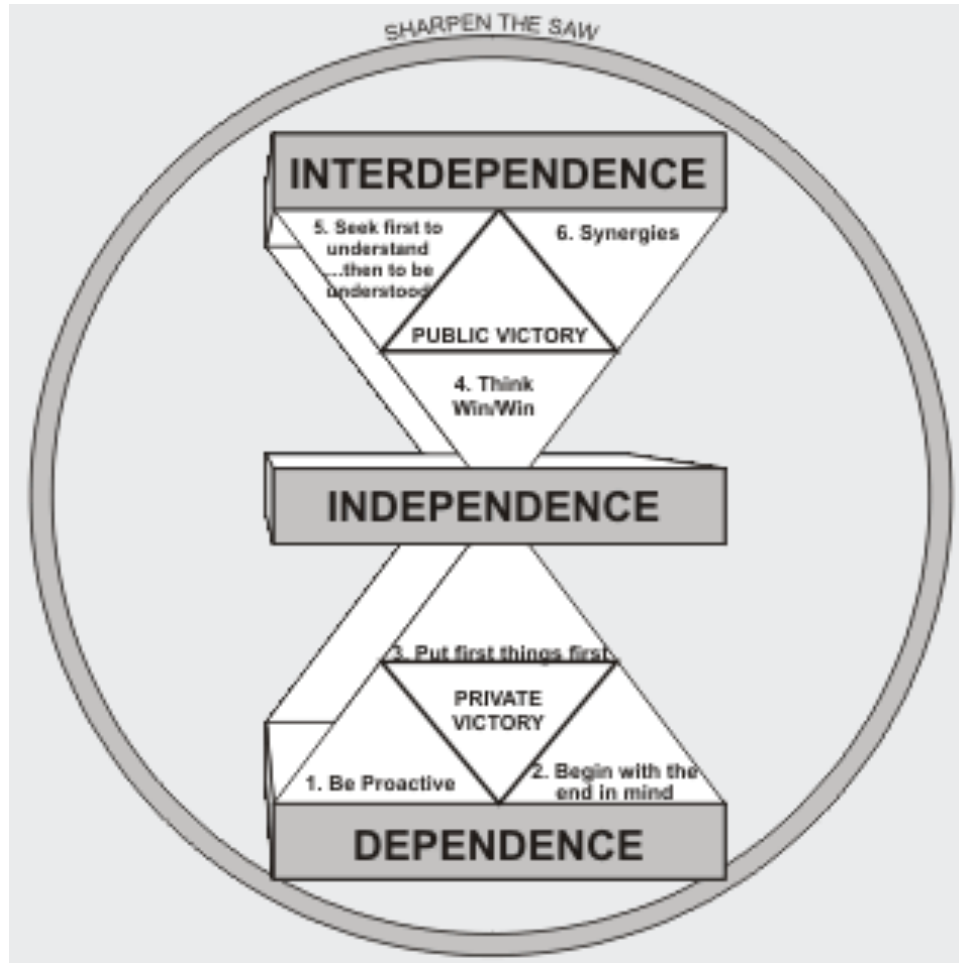 SHARPEN THE SAW
INTERDEPENDENCE
5. Seek first to
understand
...then to be
understood
6. Synergies
PUBLIC VICTORY
4. Think
Win/Win
INDEPENDENCE
3. Put first things first
PRIVATE
VICTORY
1. Be Proactive
2. Begin with the
end in mind
DEPENDENCE